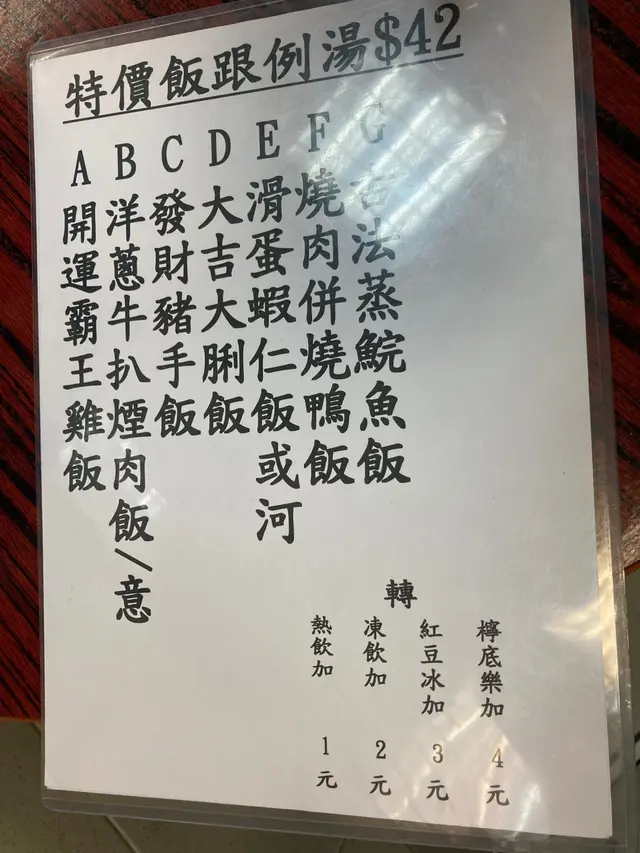 特價飯跟例湯$42
A 開運霸王雞飯
B 洋蔥牛扒煙肉飯/意
C 發財豬手飯
D 大吉大脷飯
E 滑蛋蝦仁飯或河
F 燒肉併燒鴨飯
G 古法蒸鯇魚飯
轉
熱飲加 1元
凍飲加 2元
紅豆冰加 3元
檸底樂加 4元